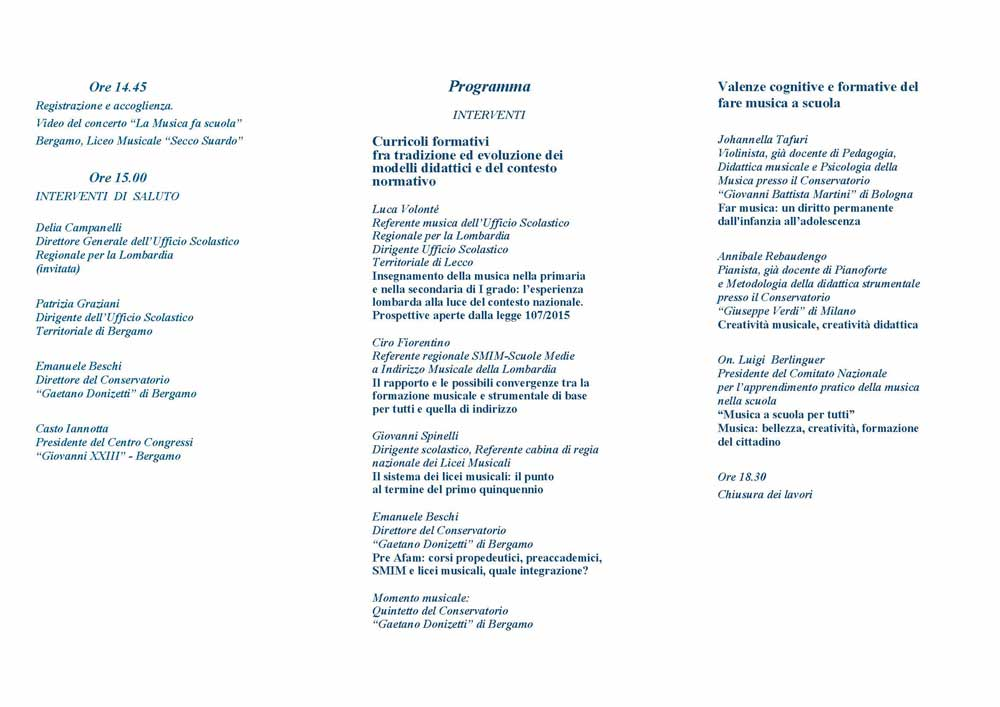 Ore 14.45
Registrazione e accoglienza.
Video del concerto “La Musica fa scuola”
Bergamo, Liceo Musicale “Secco Suardo”
Ore 15.00
INTERVENTI DI SALUTO
Delia Campanelli
Direttore Generale dell’Ufficio Scolastico
Regionale per la Lombardia
(invitata)
Patrizia Graziani
Dirigente dell’Ufficio Scolastico
Territoriale di Bergamo
Emanuele Beschi
Direttore del Conservatorio
“Gaetano Donizetti” di Bergamo
Casto Iannotta
Presidente del Centro Congressi
“Giovanni XXIII” - Bergamo
Programma
INTERVENTI
Curricoli formativi
fra tradizione ed evoluzione dei
modelli didattici e del contesto
normativo
Luca Volonté
Referente musica dell’Ufficio Scolastico
Regionale per la Lombardia
Dirigente Ufficio Scolastico
Territoriale di Lecco
Insegnamento della musica nella primaria
e nella secondaria di I grado: l’esperienza
lombarda alla luce del contesto nazionale.
Prospettive aperte dalla legge 107/2015
Ciro Fiorentino
Referente regionale SMIM-Scuole Medie
a Indirizzo Musicale della Lombardia
Il rapporto e le possibili convergenze tra la
formazione musicale e strumentale di base
per tutti e quella di indirizzo
Giovanni Spinelli
Dirigente scolastico, Referente cabina di regia
nazionale dei Licei Musicali
Il sistema dei licei musicali: il punto
al termine del primo quinquennio
Emanuele Beschi
Direttore del Conservatorio
“Gaetano Donizetti” di Bergamo
Pre Afam: corsi propedeutici, preaccademici,
SMIM e licei musicali, quale integrazione?
Momento musicale:
Quintetto del Conservatorio
“Gaetano Donizetti” di Bergamo
Valenze cognitive e formative del
fare musica a scuola
Johannella Tafuri
Violinista, già docente di Pedagogia,
Didattica musicale e Psicologia della
Musica presso il Conservatorio
“Giovanni Battista Martini” di Bologna
Far musica: un diritto permanente
dall'infanzia all’adolescenza
Annibale Rebaudengo
Pianista, già docente di Pianoforte
e Metodologia della didattica strumentale
presso il Conservatorio
“Giuseppe Verdi” di Milano
Creatività musicale, creatività didattica
On. Luigi Berlinguer
Presidente del Comitato Nazionale
per l’apprendimento pratico della musica
nella scuola
“Musica a scuola per tutti”
Musica: bellezza, creatività, formazione
del cittadino
Ore 18.30
Chiusura dei lavori